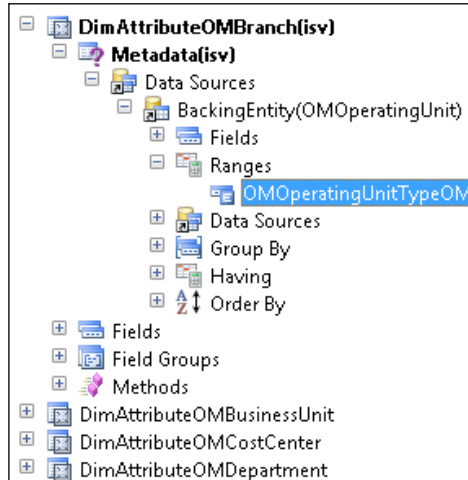 DimAttributeOMBranch(isv)
Metadata(isv)
Data Sources
BackingEntity(OMOperatingUnit)
Fields
Ranges
OMOperatingUnitTypeOM
Data Sources
Group By
Having
Order By
Fields
Field Groups
Methods
DimAttributeOMBusinessUnit
DimAttributeOMCostCenter
DimAttributeOMDepartment